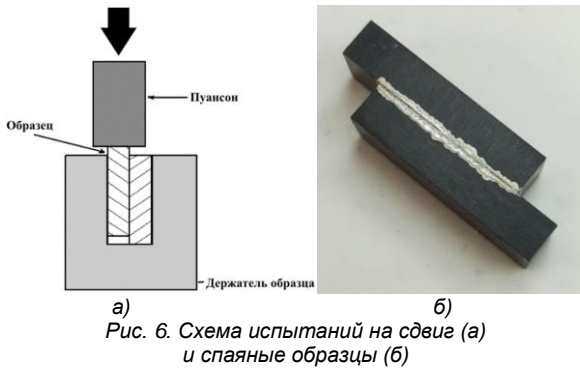 Пуансон
Образец
Держатель образца
а)
б)
Рис. 6. Схема испытаний на сдвиг (а)
и спаяные образцы (б)